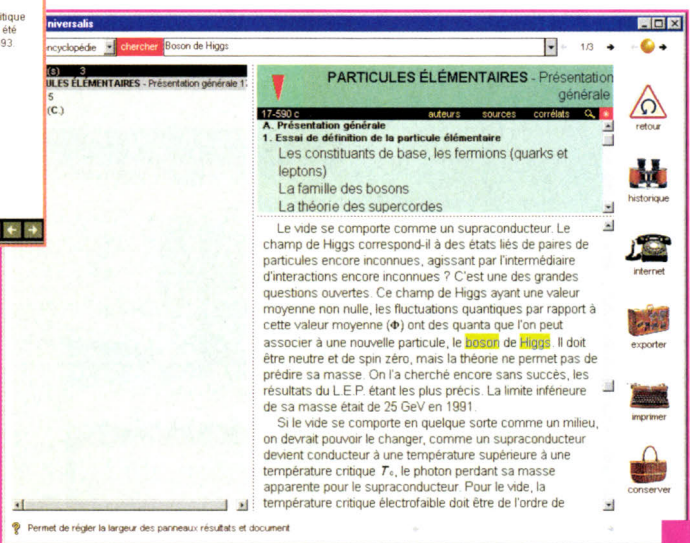 itique
été
93.
niversalis
ncyclopédie chercher Boson de Higgs 1/3
(s) 3
ULES ÉLÉMENTAIRES - Présentation générale 17
5
(C.)
PARTICULES ÉLÉMENTAIRES - Présentation
générale
17-590 c auteurs sources corrélats
A. Présentation générale
1. Essai de définition de la particule élémentaire
Les constituants de base, les fermions (quarks et
leptons)
La famille des bosons
La théorie des supercordes
Le vide se comporte comme un supraconducteur. Le
champ de Higgs correspond-il à des états liés de paires de
particules encore inconnues, agissant par l'intermédiaire
d'interactions encore inconnues ? C'est une des grandes
questions ouvertes. Ce champ de Higgs ayant une valeur
moyenne non nulle, les fluctuations quantiques par rapport à
cette valeur moyenne (Φ) ont des quanta que l'on peut
associer à une nouvelle particule, le boson de Higgs. Il doit
être neutre et de spin zéro, mais la théorie ne permet pas de
prédire sa masse. On l'a cherché encore sans succès, les
résultats du L.E.P. étant les plus précis. La limite inférieure
de sa masse était de 25 GeV en 1991.
Si le vide se comporte en quelque sorte comme un milieu,
on devrait pouvoir le changer, comme un supraconducteur
devient conducteur à une température supérieure à une
température critique Tc, le photon perdant sa masse
apparente pour le supraconducteur. Pour le vide, la
température critique électrofaible doit être de l'ordre de
retour
historique
internet
exporter
imprimer
conserver
Permet de régler la largeur des panneaux résultats et document